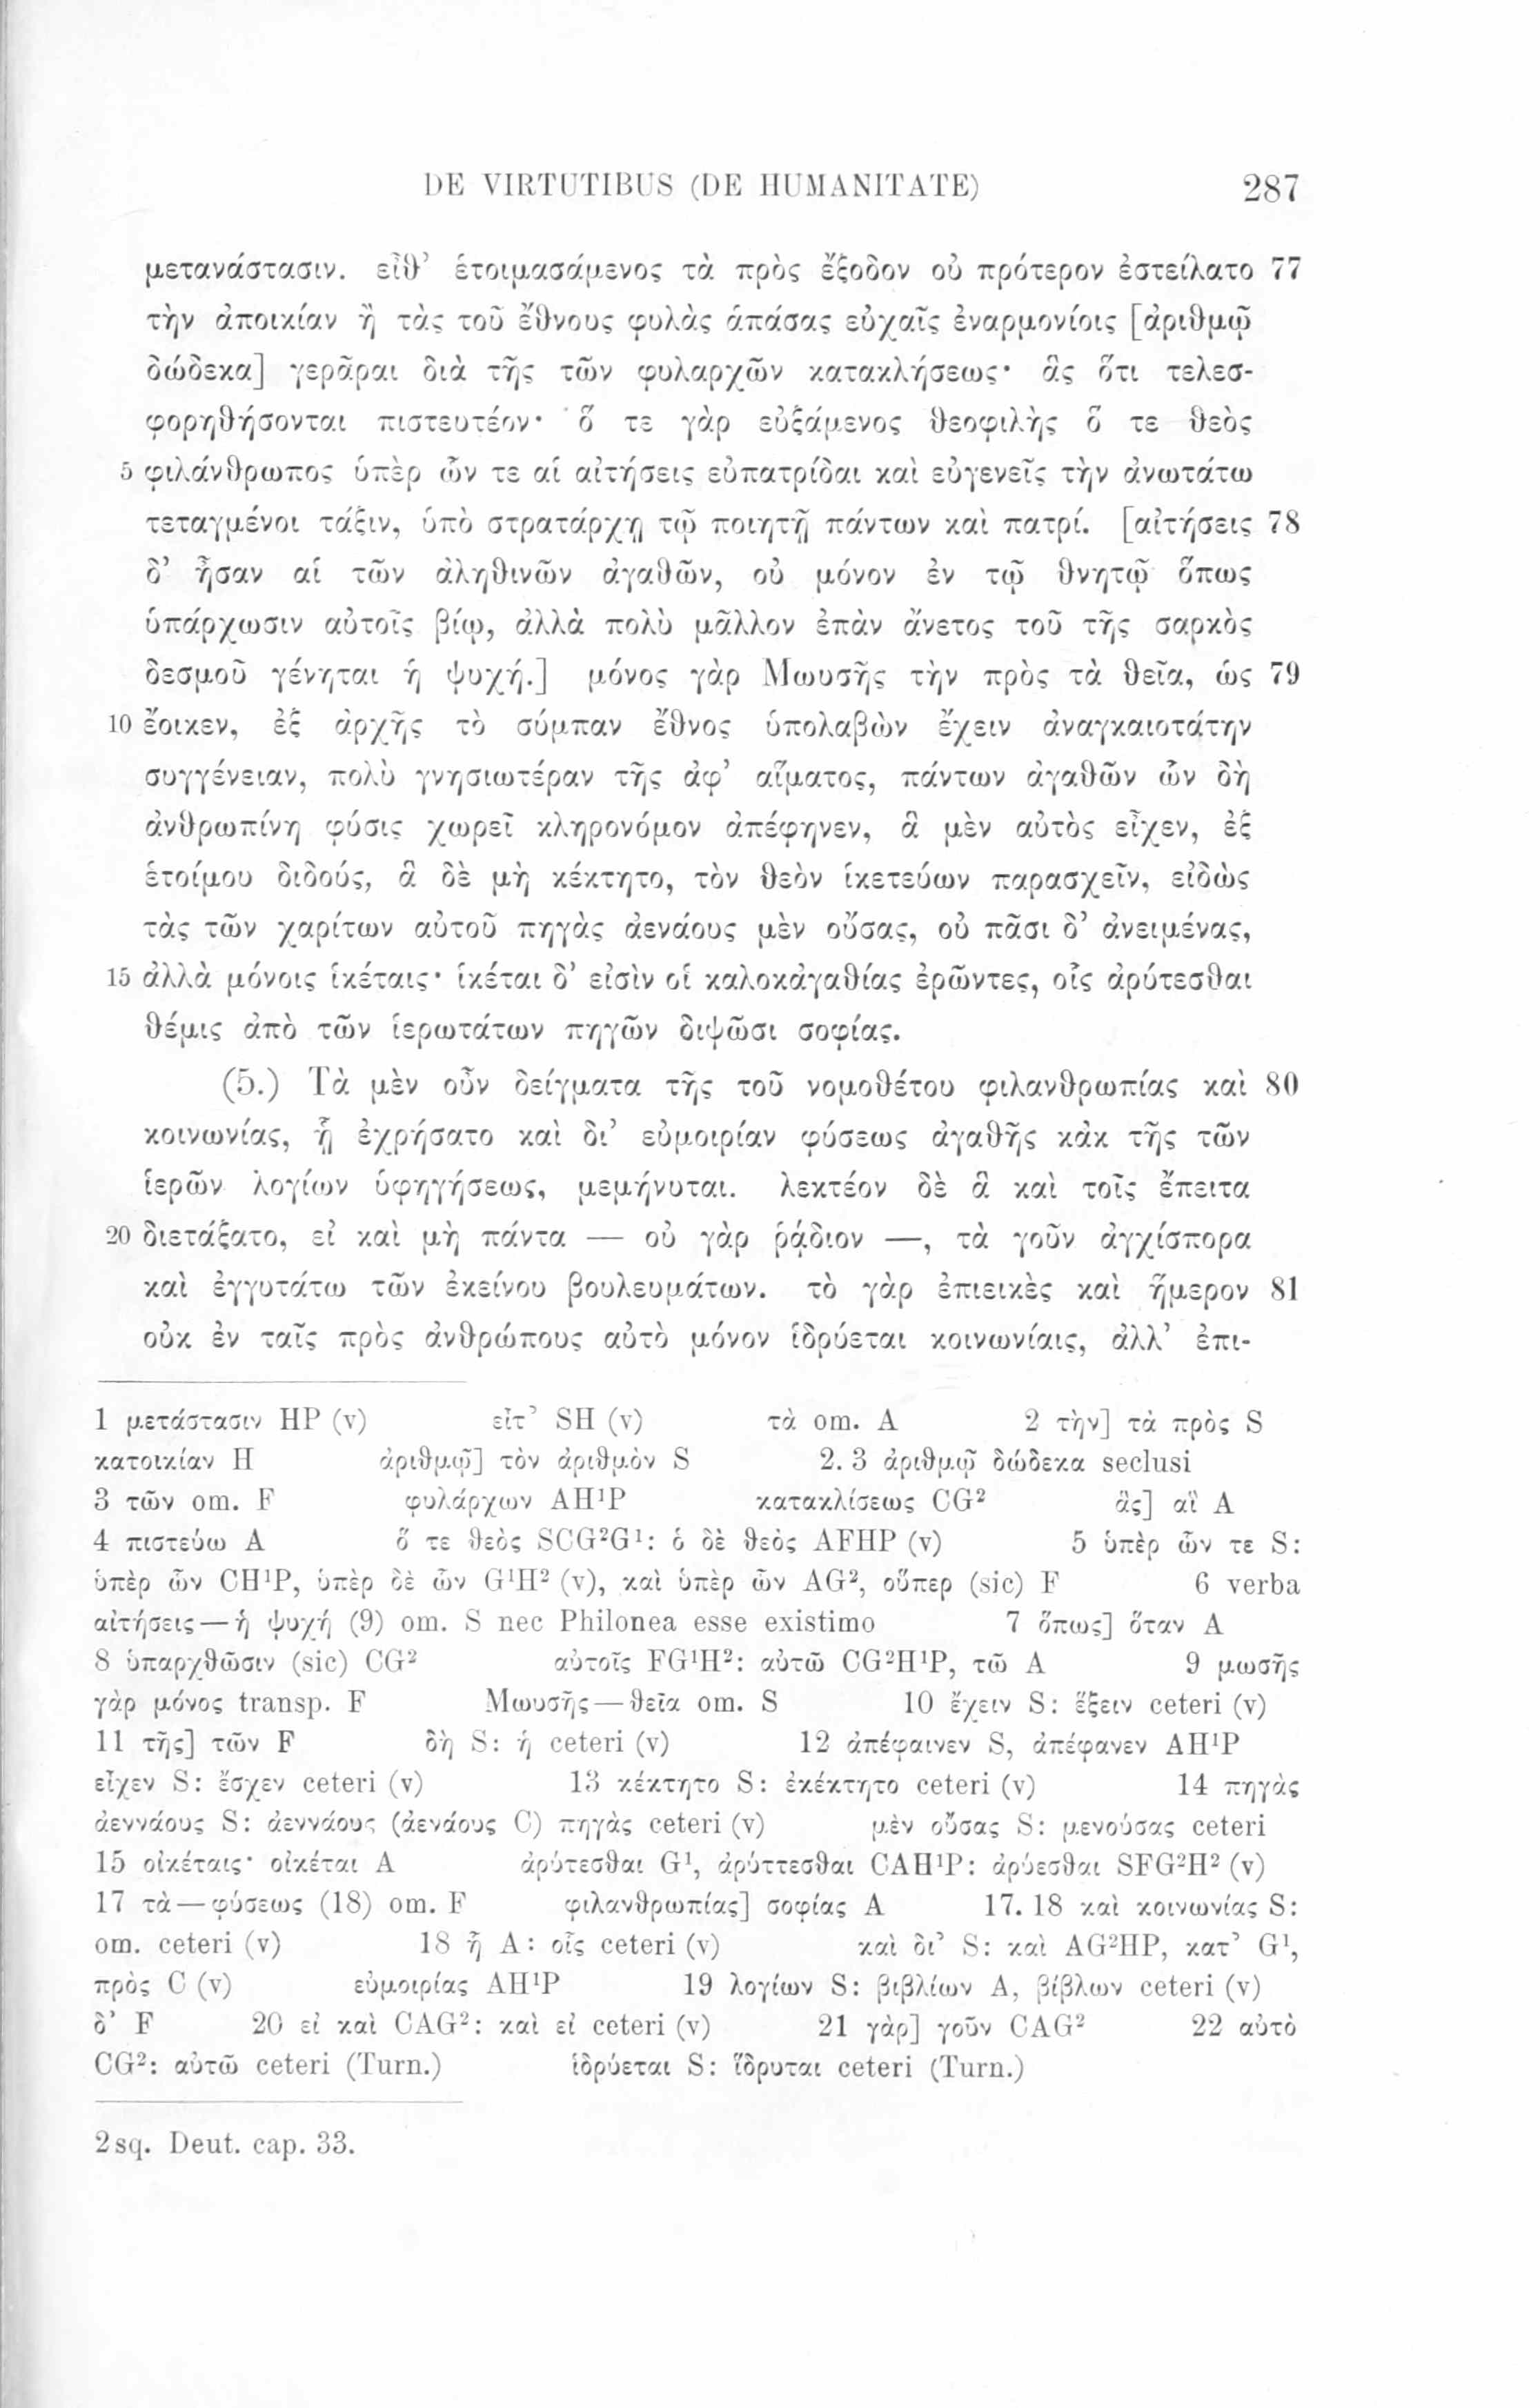 DE VIRTUTIBUS (DE HUMANITATE) 287
μετανάστασιν. εἶθ’ ἑτοιμασάμενος τὰ πρὸς ἔξοδον οὐ πρότερον ἐστείλατο 77
τὴν ἀποικίαν ἢ τὰς τοῦ ἔθνους φυλὰς ἁπάσας εὐχαῖς ἐναρμονίοις [ἀριθμῷ
δώδεκα] γερᾶραι διὰ τῆς τῶν φυλαρχῶν κατακλήσεως· ἃς ὅτι τελεσ-
φορηθήσονται πιστευτέον· ὅ τε γὰρ εὐξάμενος θεοφιλὴς ὅ τε θεὸς
5 φιλάνθρωπος ὑπὲρ ὧν τε αἱ αἰτήσεις εὐπατρίδαι καὶ εὐγενεῖς τὴν ἀνωτάτω
τεταγμένοι τάξιν, ὑπὸ στρατάρχῃ τῷ ποιητῇ πάντων καὶ πατρί. [αἰτήσεις 78
δ’ ἦσαν αἱ τῶν ἀληθινῶν ἀγαθῶν, οὐ μόνον ἐν τῷ θνητῷ ὅπως
ὑπάρχωσιν αὐτοῖς βίῳ, ἀλλὰ πολὺ μᾶλλον ἐπὰν ἄνετος τοῦ τῆς σαρκὸς
δεσμοῦ γένηται ἡ ψυχή.] μόνος γὰρ Μωυσῆς τὴν πρὸς τὰ θεῖα, ὡς 79
10 ἔοικεν, ἐξ ἀρχῆς τὸ σύμπαν ἔθνος ὑπολαβὼν ἔχειν ἀναγκαιοτάτην
συγγένειαν, πολὺ γνησιωτέραν τῆς ἀφ’ αἵματος, πάντων ἀγαθῶν ὧν δὴ
ἀνθρωπίνη φύσις χωρεῖ κληρονόμον ἀπέφηνεν, ἃ μὲν αὐτὸς εἶχεν, ἐξ
ἑτοίμου διδούς, ἃ δὲ μὴ κέκτητο, τὸν θεὸν ἱκετεύων παρασχεῖν, εἰδὼς
τὰς τῶν χαρίτων αὐτοῦ πηγὰς ἀενάους μὲν οὔσας, οὐ πᾶσι δ’ ἀνειμένας,
15 ἀλλὰ μόνοις ἱκέταις· ἱκέται δ’ εἰσὶν οἱ καλοκἀγαθίας ἐρῶντες, οἷς ἀρύτεσθαι
θέμις ἀπὸ τῶν ἱερωτάτων πηγῶν διψῶσι σοφίας.
(5.) Τὰ μὲν οὖν δείγματα τῆς τοῦ νομοθέτου φιλανθρωπίας καὶ 80
κοινωνίας, ᾗ ἐχρήσατο καὶ δι’ εὐμοιρίαν φύσεως ἀγαθῆς κἀκ τῆς τῶν
ἱερῶν λογίων ὑφηγήσεως, μεμήνυται. λεκτέον δὲ ἃ καὶ τοῖς ἔπειτα
20 διετάξατο, εἰ καὶ μὴ πάντα — οὐ γὰρ ῥᾴδιον —, τὰ γοῦν ἀγχίσπορα
καὶ ἐγγυτάτω τῶν ἐκείνου βουλευμάτων. τὸ γὰρ ἐπιεικὲς καὶ ἥμερον 81
οὐκ ἐν ταῖς πρὸς ἀνθρώπους αὐτὸ μόνον ἱδρύεται κοινωνίαις, ἀλλ’ ἐπι-
1 μετάστασιν HP (v) εἶτ’ SH (v) τὰ om. A 2 τὴν] τὰ πρὸς S
κατοικίαν H ἀριθμῷ] τὸν ἀριθμὸν S 2. 3 ἀριθμῷ δώδεκα seclusi
3 τῶν om. F φυλάρχων AH¹P κατακλίσεως CG² ἃς] αἳ A
4 πιστεύω A ὅ τε θεὸς SCG²G¹: ὁ δὲ θεὸς AFHP (v) 5 ὑπὲρ ὧν τε S:
ὑπὲρ ὧν CH¹P, ὑπὲρ δὲ ὧν G¹H² (v), καὶ ὑπὲρ ὧν AG², οὕπερ (sic) F 6 verba
αἰτήσεις — ἡ ψυχή (9) om. S nec Philonea esse existimo 7 ὅπως] ὅταν A
8 ὑπαρχθῶσιν (sic) CG² αὐτοῖς FG¹H²: αὐτῶ CG²H¹P, τῶ A 9 μωσῆς
γὰρ μόνος transp. F Μωυσῆς — θεῖα om. S 10 ἔχειν S: ἕξειν ceteri (v)
11 τῆς] τῶν F δὴ S: ἡ ceteri (v) 12 ἀπέφαινεν S, ἀπέφανεν AH¹P
εἶχεν S: ἔσχεν ceteri (v) 13 κέκτητο S: ἐκέκτητο ceteri (v) 14 πηγὰς
ἀεννάους S: ἀεννάους (ἀενάους C) πηγὰς ceteri (v) μὲν οὔσας S: μενούσας ceteri
15 οἰκέταις· οἰκέται A ἀρύτεσθαι G¹, ἀρύττεσθαι CAH¹P: ἀρύεσθαι SFG²H² (v)
17 τὰ — φύσεως (18) om. F φιλανθρωπίας] σοφίας A 17. 18 καὶ κοινωνίας S:
om. ceteri (v) 18 ᾗ A: οἷς ceteri (v) καὶ δι’ S: καὶ AG²HP, κατ’ G¹,
πρὸς C (v) εὐμοιρίας AH¹P 19 λογίων S: βιβλίων A, βίβλων ceteri (v)
δ’ F 20 εἰ καὶ CAG²: καὶ εἰ ceteri (v) 21 γὰρ] γοῦν CAG² 22 αὐτὸ
CG²: αὐτῶ ceteri (Turn.) ἱδρύεται S: ἵδρυται ceteri (Turn.)
2 sq. Deut. cap. 33.